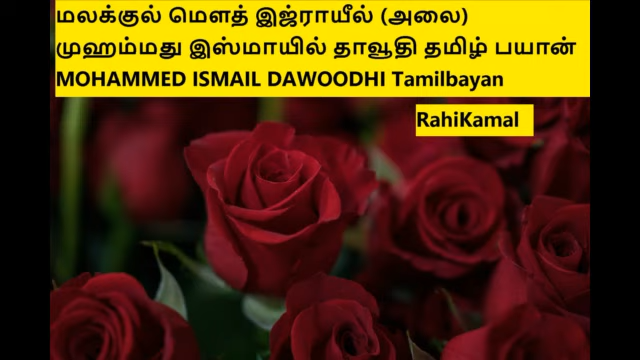 மலக்குல் மௌத் இஜ்ராயீல் (அலை)
முஹம்மது இஸ்மாயில் தாவூதி தமிழ் பயான்
MOHAMMED ISMAIL DAWOODHI Tamilbayan
RahiKamal